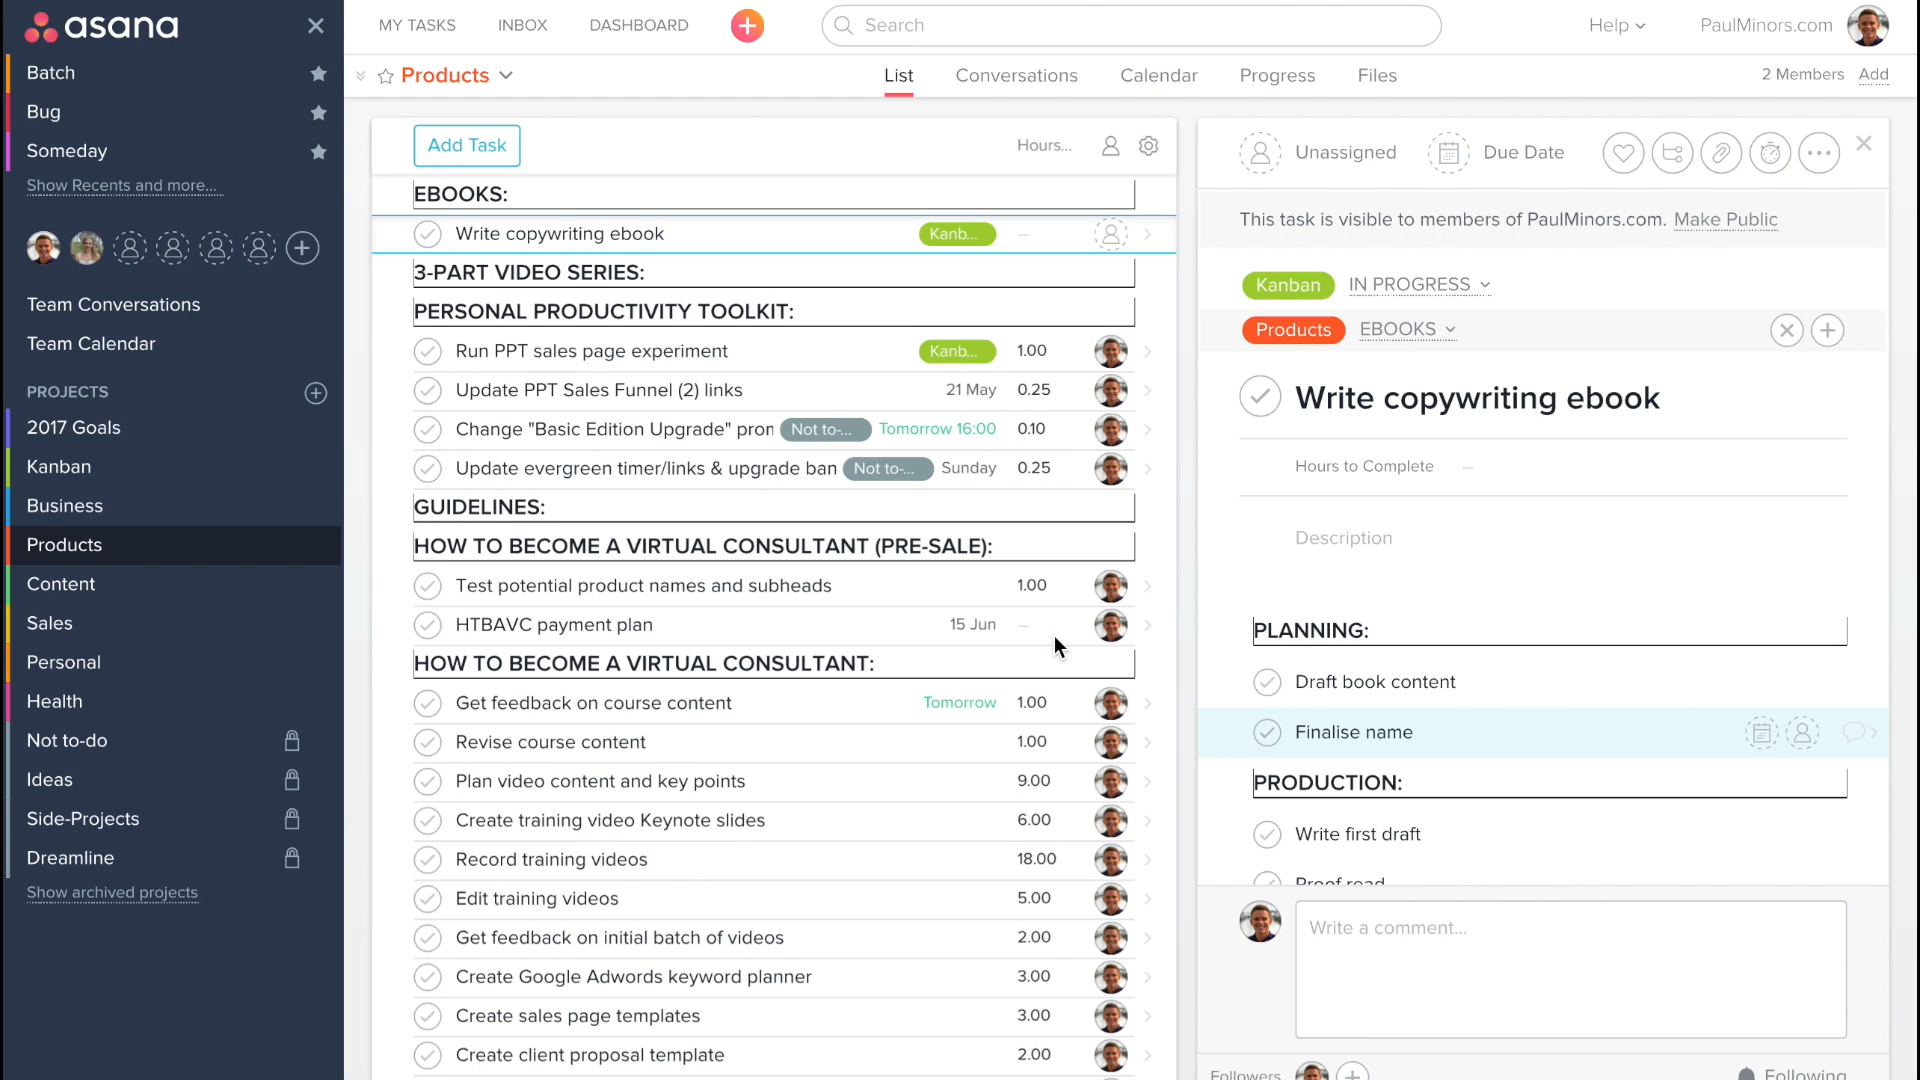 asana
Batch
Bug
Someday
Show Recents and more...
Team Conversations
Team Calendar
PROJECTS
2017 Goals
Kanban
Business
Products
Content
Sales
Personal
Health
Not to-do
Ideas
Side-Projects
Dreamline
Show archived projects
MY TASKS INBOX DASHBOARD Search Help PaulMinors.com
Products List Conversations Calendar Progress Files 2 Members Add
Add Task Hours...
EBOOKS:
Write copywriting ebook Kanb... —
3-PART VIDEO SERIES:
PERSONAL PRODUCTIVITY TOOLKIT:
Run PPT sales page experiment Kanb... 1.00
Update PPT Sales Funnel (2) links 21 May 0.25
Change "Basic Edition Upgrade" pron Not to-... Tomorrow 16:00 0.10
Update evergreen timer/links & upgrade ban Not to-... Sunday 0.25
GUIDELINES:
HOW TO BECOME A VIRTUAL CONSULTANT (PRE-SALE):
Test potential product names and subheads 1.00
HTBAVC payment plan 15 Jun —
HOW TO BECOME A VIRTUAL CONSULTANT:
Get feedback on course content Tomorrow 1.00
Revise course content 1.00
Plan video content and key points 9.00
Create training video Keynote slides 6.00
Record training videos 18.00
Edit training videos 5.00
Get feedback on initial batch of videos 2.00
Create Google Adwords keyword planner 3.00
Create sales page templates 3.00
Create client proposal template 2.00
Unassigned Due Date
This task is visible to members of PaulMinors.com. Make Public
Kanban IN PROGRESS
Products EBOOKS
Write copywriting ebook
Hours to Complete —
Description
PLANNING:
Draft book content
Finalise name
PRODUCTION:
Write first draft
Proof read
Write a comment...
Followers Following